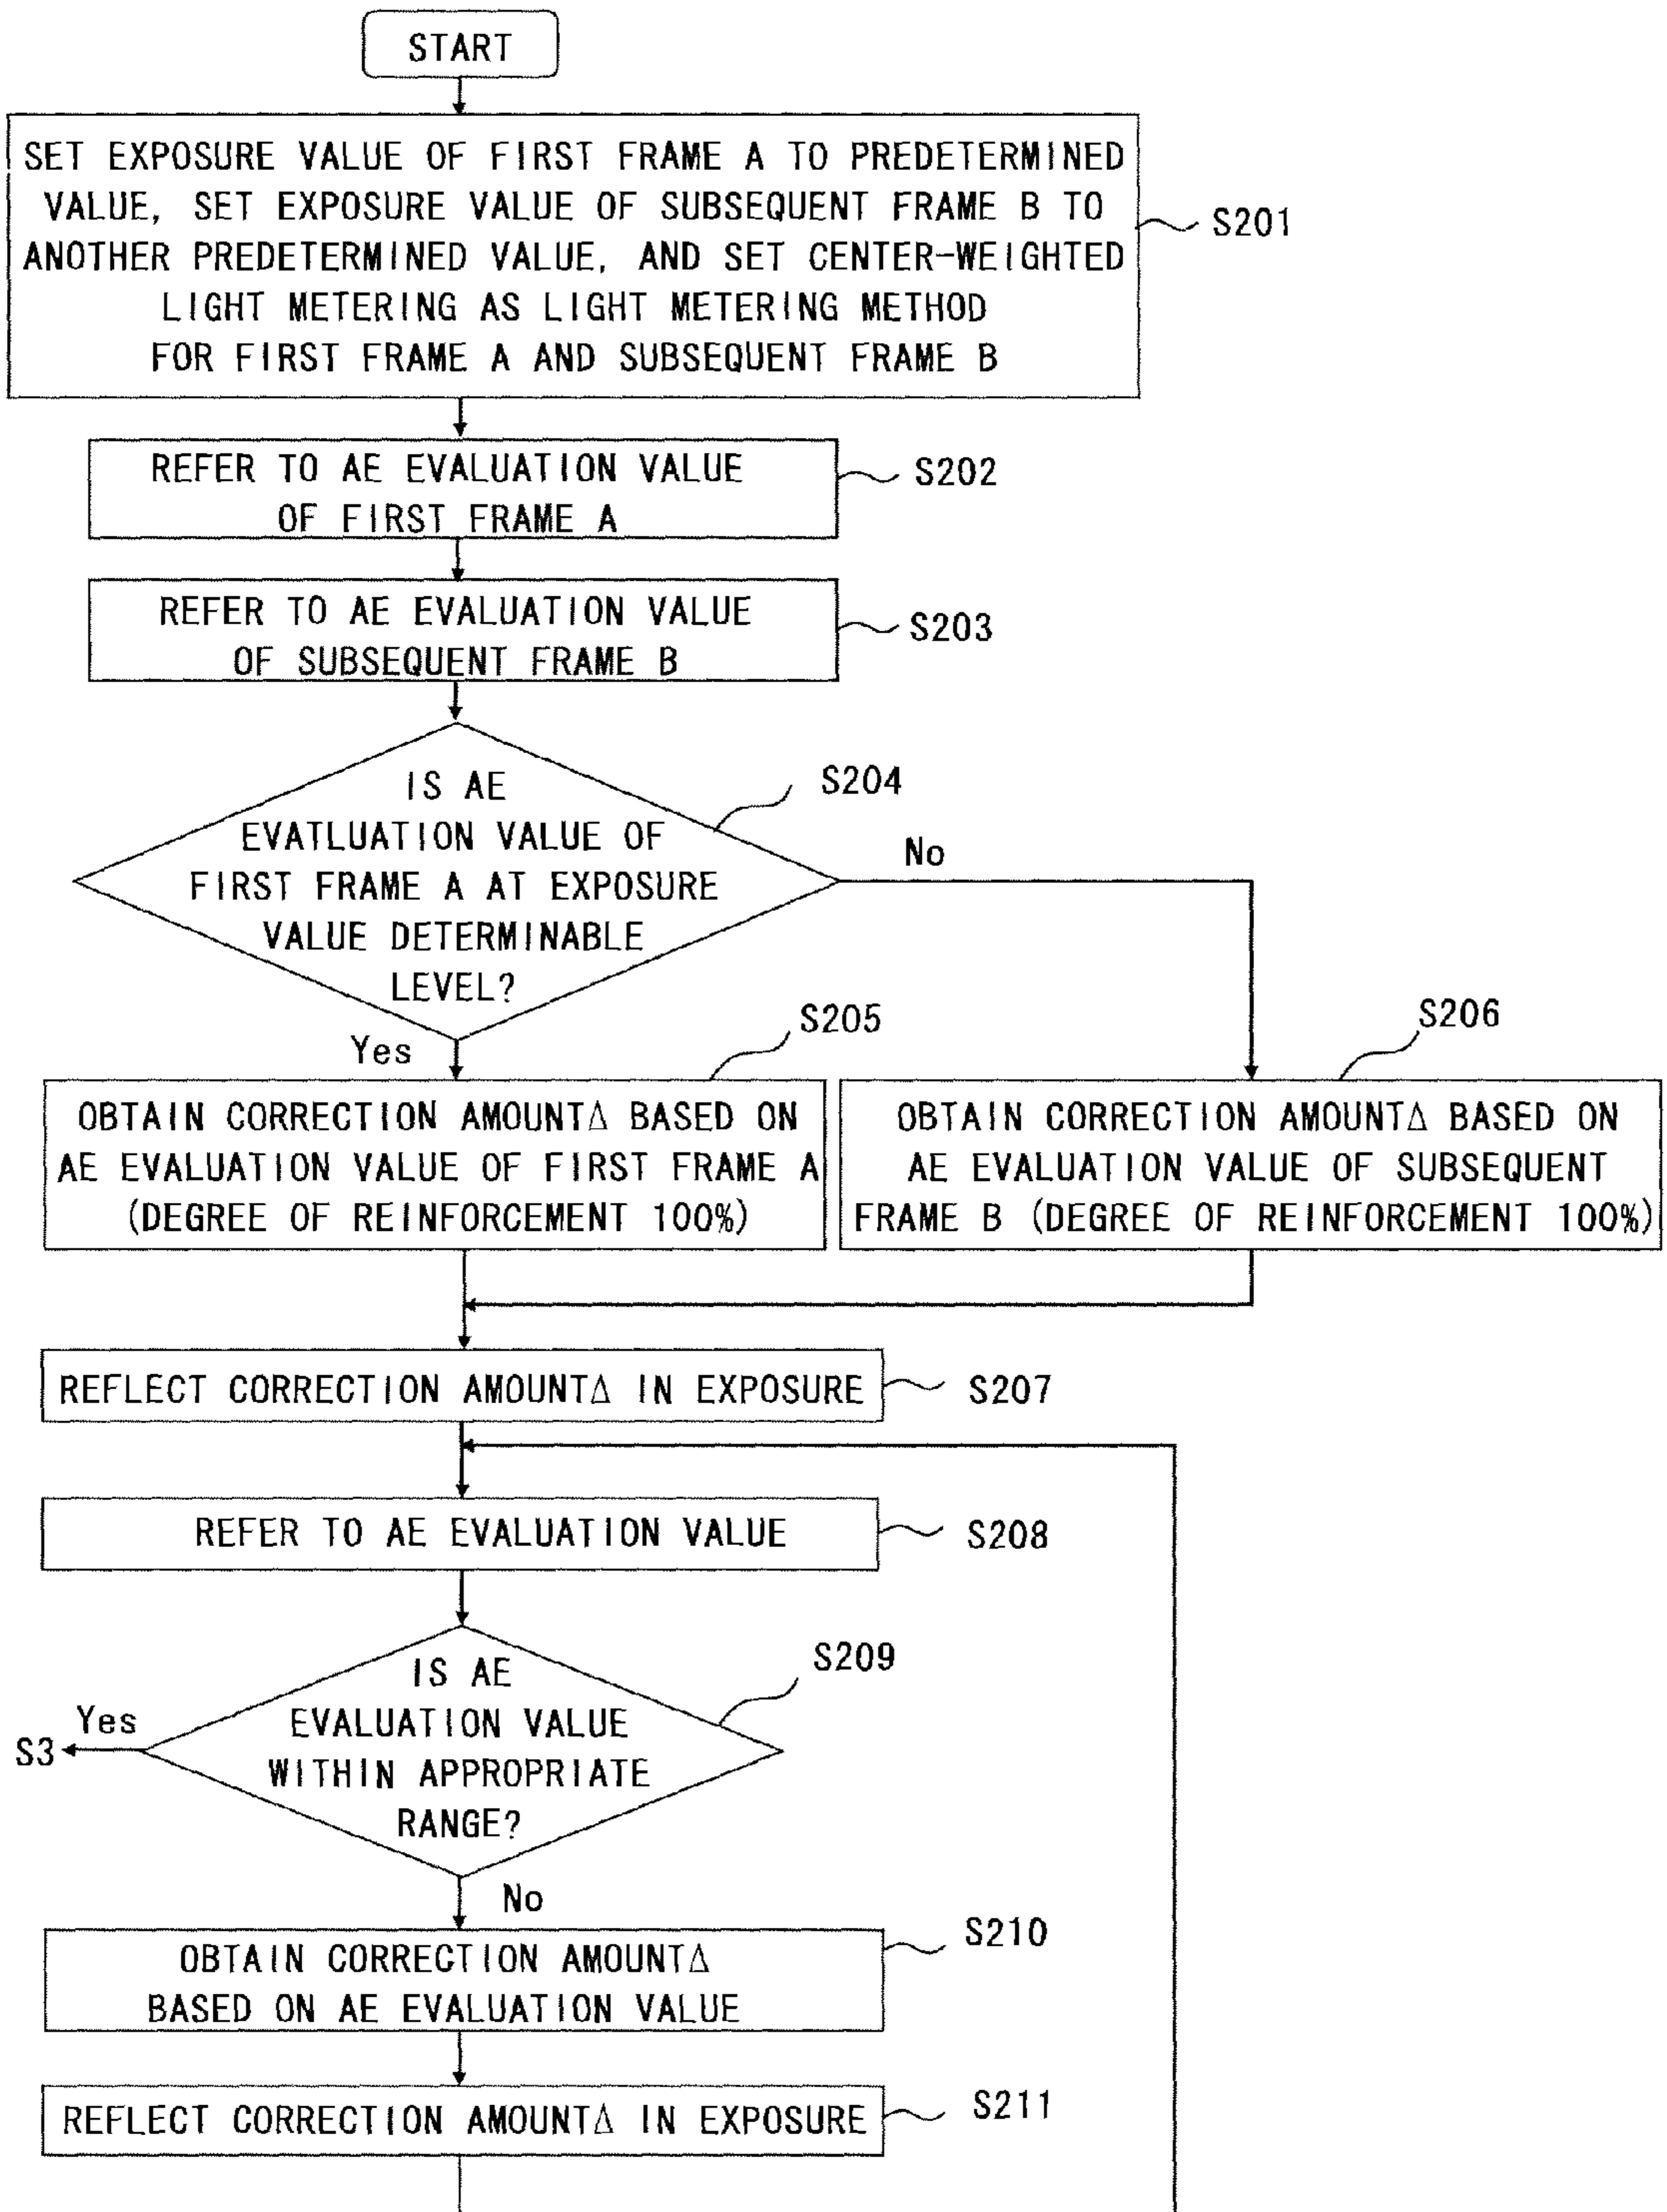 START
SET EXPOSURE VALUE OF FIRST FRAME A TO PREDETERMINED
VALUE, SET EXPOSURE VALUE OF SUBSEQUENT FRAME B TO
ANOTHER PREDETERMINED VALUE, AND SET CENTER-WEIGHTED
LIGHT METERING AS LIGHT METERING METHOD
FOR FIRST FRAME A AND SUBSEQUENT FRAME B
S201
REFER TO AE EVALUATION VALUE
OF FIRST FRAME A
S202
REFER TO AE EVALUATION VALUE
OF SUBSEQUENT FRAME B
S203
IS AE
EVATLUATION VALUE OF
FIRST FRAME A AT EXPOSURE
VALUE DETERMINABLE
LEVEL?
S204
No
Yes
S205
OBTAIN CORRECTION AMOUNTΔ BASED ON
AE EVALUATION VALUE OF FIRST FRAME A
(DEGREE OF REINFORCEMENT 100%)
S206
OBTAIN CORRECTION AMOUNTΔ BASED ON
AE EVALUATION VALUE OF SUBSEQUENT
FRAME B (DEGREE OF REINFORCEMENT 100%)
REFLECT CORRECTION AMOUNTΔ IN EXPOSURE
S207
REFER TO AE EVALUATION VALUE
S208
IS AE
EVALUATION VALUE
WITHIN APPROPRIATE
RANGE?
S209
Yes
S3
No
OBTAIN CORRECTION AMOUNTΔ
BASED ON AE EVALUATION VALUE
S210
REFLECT CORRECTION AMOUNTΔ IN EXPOSURE
S211